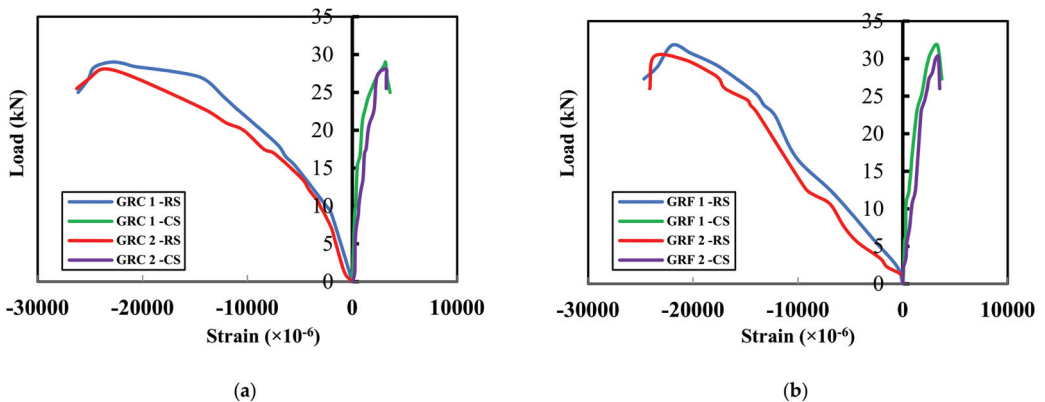 35
30
25
20
15
10
5
0
-30000 -20000 -10000 0 10000
Load (kN)
Strain (×10-6)
GRC 1 -RS
GRC 1 -CS
GRC 2 -RS
GRC 2 -CS
(a)
35
30
25
20
15
10
5
0
-30000 -20000 -10000 0 10000
Load (kN)
Strain (×10-6)
GRF 1 -RS
GRF 1 -CS
GRF 2 -RS
GRF 2 -CS
(b)